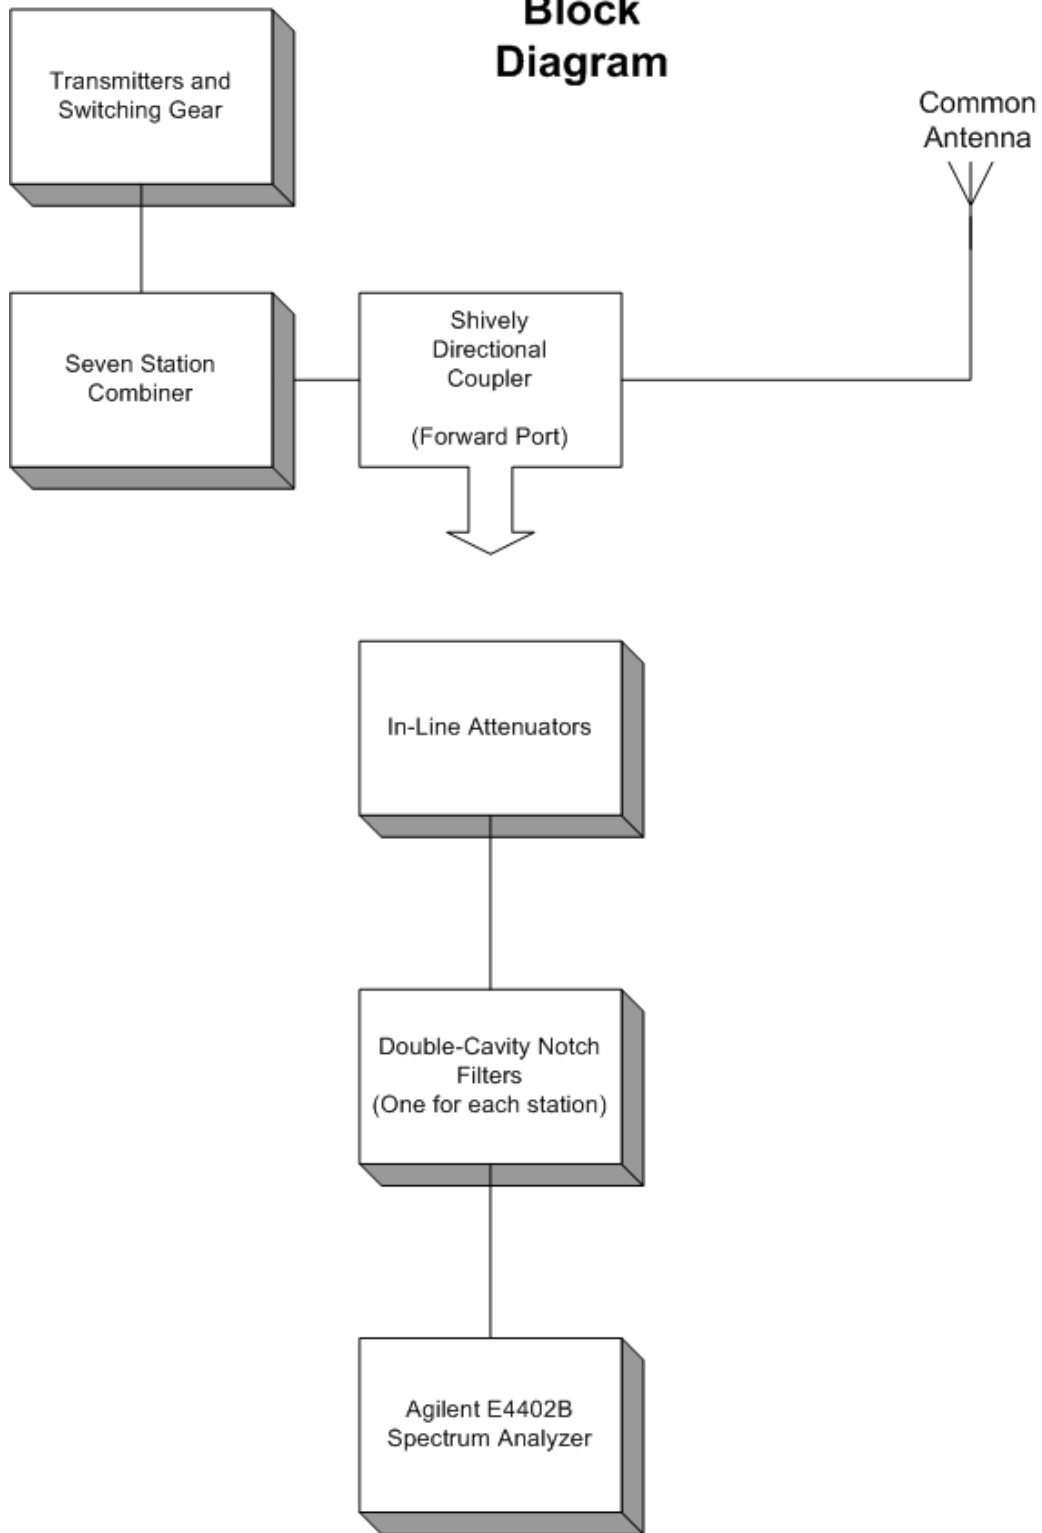 Block
Diagram
Transmitters and
Switching Gear
Common
Antenna
Seven Station
Combiner
Shively
Directional
Coupler
(Forward Port)
In-Line Attenuators
Double-Cavity Notch
Filters
(One for each station)
Agilent E4402B
Spectrum Analyzer